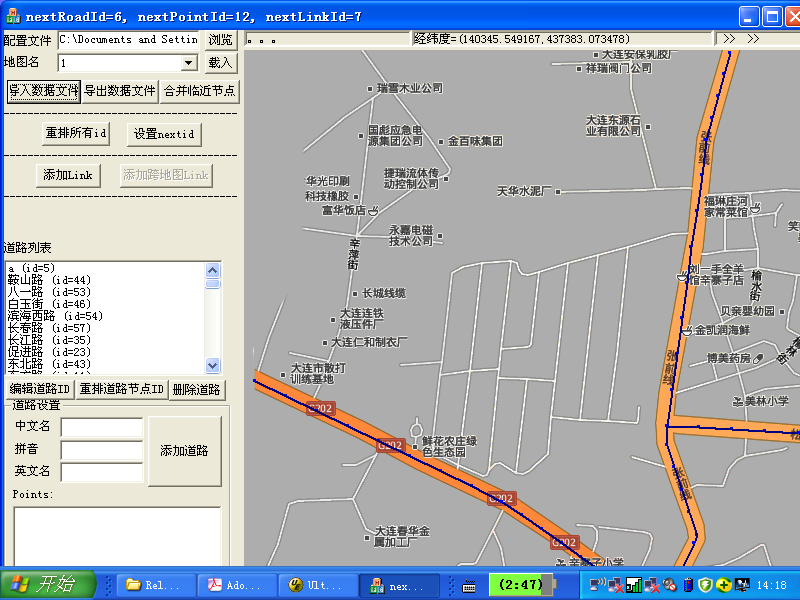 nextRoadId=6, nextPointId=12, nextLinkId=7
配置文件 C:\Documents and Settin 浏览
. . . 经纬度=(140345.549167,437383.073478) >> >>
地图名 1 载入
导入数据文件 导出数据文件 合并临近节点
重排所有id 设置nextid
添加Link 添加跨地图Link
道路列表
a (id=5)
鞍山路 (id=44)
八一路 (id=53)
白玉街 (id=46)
滨海西路 (id=54)
长春路 (id=57)
长江路 (id=35)
促进路 (id=23)
东北路 (id=43)
编辑道路ID 重排道路节点ID 删除道路
道路设置
中文名
拼音
英文名
添加道路
Points:
大连安保乳胶厂
祥瑞阀门公司
瑞雪木业公司
国彪应急电
源集团公司
金百味集团
大连东源石
业有限公司
张前线
华光印刷
科技橡胶
富华饭店
捷瑞流体传
动控制公司
天华水泥厂
福琳庄河
家常菜馆
笑
永嘉电磁
技术公司
辛萍街
刘一手全羊
馆辛寨子店
榆水街
长城线缆
贝亲婴幼园
大连连铁
液压件厂
金凯润海鲜
大连仁和制衣厂
榆林街
张前线
博美药房
大连市散打
训练基地
美林小学
G202
G202
鲜花农庄绿
色生态园
松
张前线
G202
大连春华金
属加工厂
G202
辛寨子小学
开始 Rel... Ado... Ult... nex... (2:47) 14:18